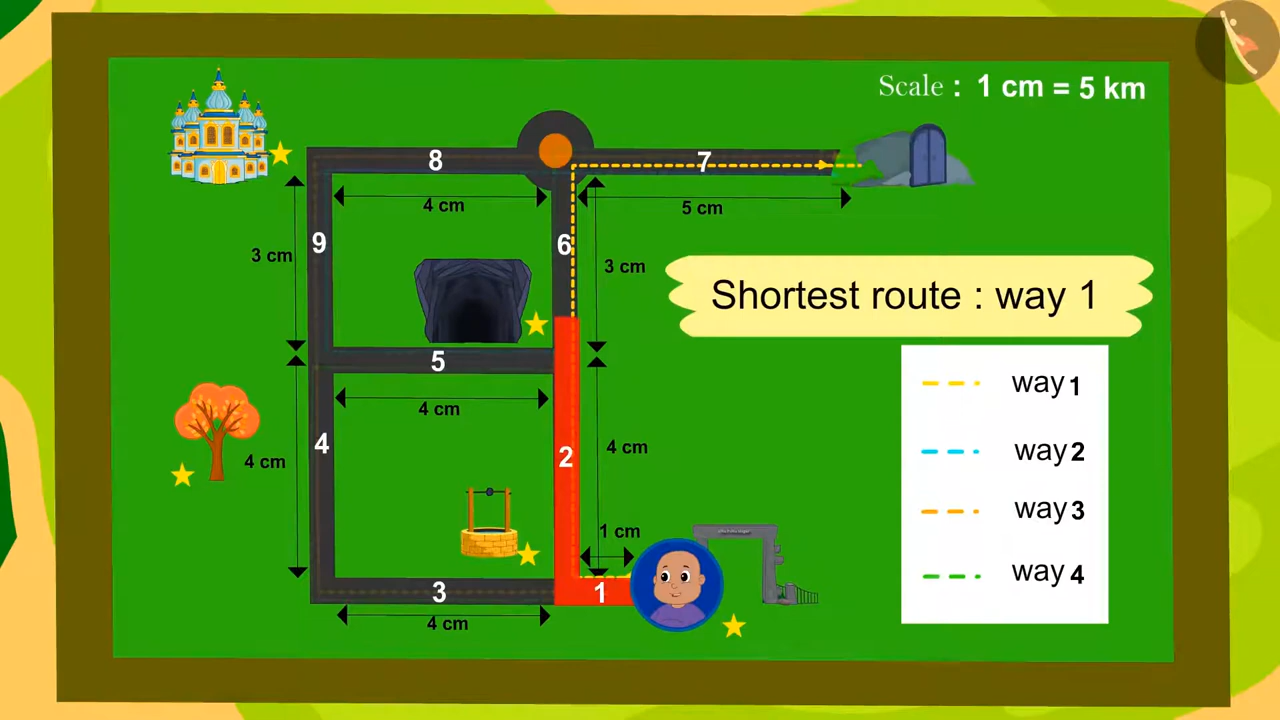 Scale : 1 cm = 5 km
8
7
4 cm
5 cm
9
6
3 cm
3 cm
Shortest route : way 1
5
4 cm
way 1
4
4 cm
2
4 cm
way 2
way 3
1 cm
way 4
3
1
4 cm